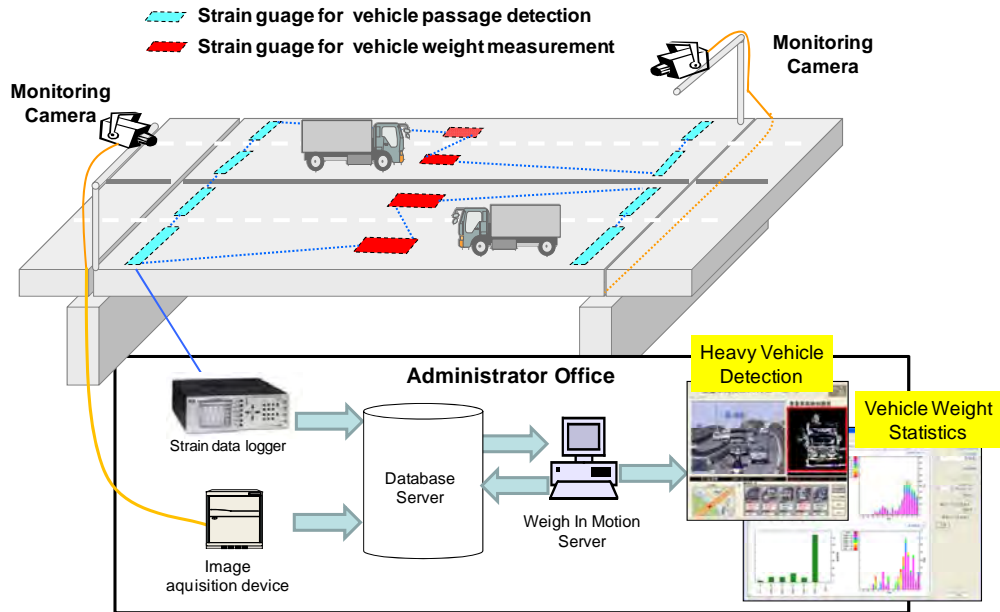 Strain guage for vehicle passage detection
Strain guage for vehicle weight measurement
Monitoring
Camera
Monitoring
Camera
Administrator Office
Heavy Vehicle
Detection
Vehicle Weight
Statistics
Strain data logger
Database
Server
Weigh In Motion
Server
Image
aquisition device